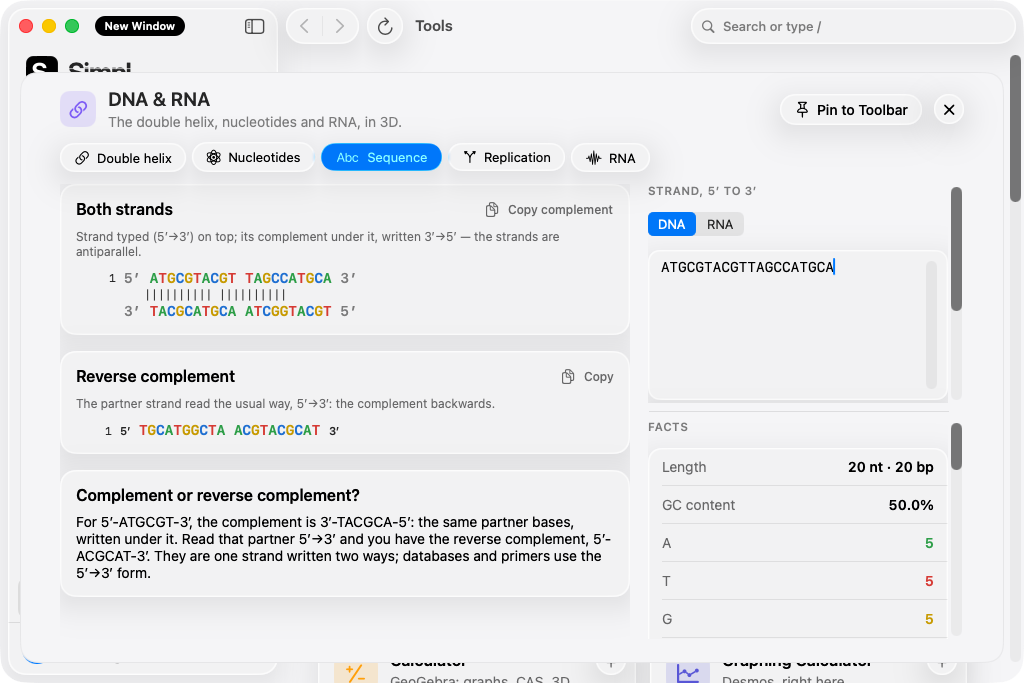 New Window
Tools
Search or type /
DNA & RNA
The double helix, nucleotides and RNA, in 3D.
Pin to Toolbar
Double helix
Nucleotides
Abc Sequence
Replication
RNA
Both strands
Copy complement
Strand typed (5′→3′) on top; its complement under it, written 3′→5′ — the strands are
antiparallel.
1 5′ ATGCGTACGT TAGCCATGCA 3′
|||||||||| ||||||||||
3′ TACGCATGCA ATCGGTACGT 5′
Reverse complement
Copy
The partner strand read the usual way, 5′→3′: the complement backwards.
1 5′ TGCATGGCTA ACGTACGCAT 3′
Complement or reverse complement?
For 5′-ATGCGT-3′, the complement is 3′-TACGCA-5′: the same partner bases,
written under it. Read that partner 5′→3′ and you have the reverse complement, 5′-
ACGCAT-3′. They are one strand written two ways; databases and primers use the
5′→3′ form.
STRAND, 5′ TO 3′
DNA
RNA
ATGCGTACGTTAGCCATGCA
FACTS
Length 20 nt · 20 bp
GC content 50.0%
A 5
T 5
G 5
Calculator
GeoGebra: graphs, CAS, 3D
Graphing Calculator
Desmos, right here